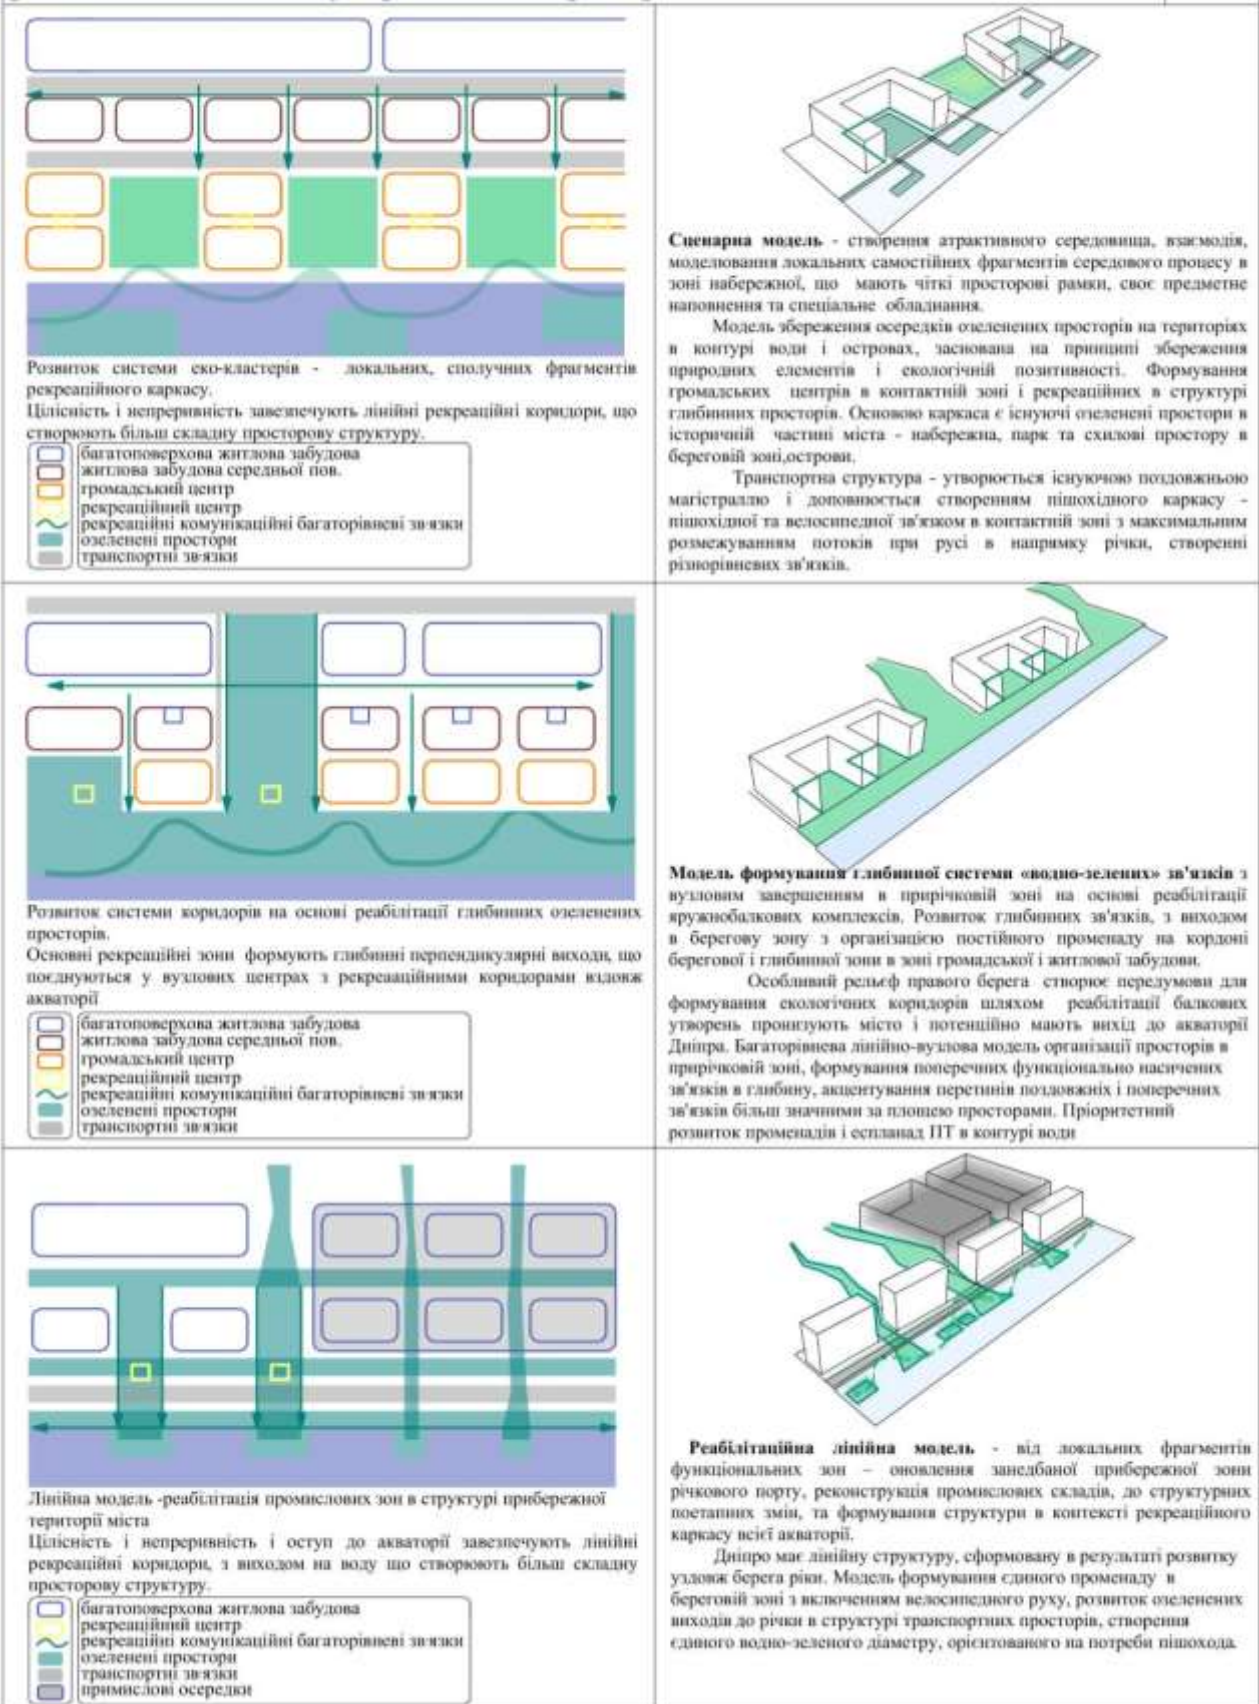 Розвиток системи еко-кластерів - локальних, сполучних фрагментів
рекреаційного каркасу.
Цілісність і непреривність завезпечують лінійні рекреаційні коридори, що
створюють більш складну просторову структуру.
багатоповерхова житлова забудова
житлова забудова середньої пов.
громадський центр
рекреаційний центр
рекреаційні комунікаційні багаторівневі зв'язки
озеленені простори
транспортні зв'язки
Сценарна модель - створення атрактивного середовища, взаємодія,
моделювання локальних самостійних фрагментів середового процесу в
зоні набережної, що мають чіткі просторові рамки, своє предметне
наповнення та спеціальне обладнання.
Модель збереження осередків озеленених просторів на територіях
в контурі води і островах, заснована на принципі збереження
природних елементів і екологічній позитивності. Формування
громадських центрів в контактній зоні і рекреаційних в структурі
глибинних просторів. Основою каркаса є існуючі озеленені простори в
історичній частині міста - набережна, парк та схилові простору в
береговій зоні,острови.
Транспортна структура - утворюється існуючою поздовжньою
магістраллю і доповнюється створенням пішохідного каркасу -
пішохідної та велосипедної зв'язком в контактній зоні з максимальним
розмежуванням потоків при русі в напрямку річки, створенні
різнорівневих зв'язків.
Розвиток системи коридорів на основі реабілітації глибинних озеленених
просторів.
Основні рекреаційні зони формують глибинні перпендикулярні виходи, що
поєднуються у вузлових центрах з рекреааційними коридорами вздовж
акваторії
багатоповерхова житлова забудова
житлова забудова середньої пов.
громадський центр
рекреаційний центр
рекреаційні комунікаційні багаторівневі зв'язки
озеленені простори
транспортні зв'язки
Модель формування глибинної системи «водно-зелених» зв'язків з
вузловим завершенням в прирічковій зоні на основі реабілітації
яружнобалкових комплексів. Розвиток глибинних зв'язків, з виходом
в берегову зону з організацією постійного променаду на кордоні
берегової і глибинної зони в зоні громадської і житлової забудови.
Особливий рельєф правого берега створює передумови для
формування екологічних коридорів шляхом реабілітації балкових
утворень пронизують місто і потенційно мають вихід до акваторії
Дніпра. Багаторівнева лінійно-вузлова модель організації просторів в
прирічковій зоні, формування поперечних функціонально насичених
зв'язків в глибину, акцентування перетинів поздовжніх і поперечних
зв'язків більш значними за площею просторами. Пріоритетний
розвиток променадів і еспланад ПТ в контурі води
Лінійна модель -реабілітація промислових зон в структурі прибережної
території міста
Цілісність і непреривність і оступ до акваторії завезпечують лінійні
рекреаційні коридори, з виходом на воду що створюють більш складну
просторову структуру.
багатоповерхова житлова забудова
рекреаційний центр
рекреаційні комунікаційні багаторівневі зв'язки
озеленені простори
транспортні зв'язки
примислові осередки
Реабілітаційна лінійна модель - від локальних фрагментів
функціональних зон – оновлення занедбаної прибережної зони
річкового порту, реконструкція промислових складів, до структурних
поетапних змін, та формування структури в контексті рекреаційного
каркасу всієї акваторії.
Дніпро має лінійну структуру, сформовану в результаті розвитку
уздовж берега ріки. Модель формування єдиного променаду в
береговій зоні з включенням велосипедного руху, розвиток озеленених
виходів до річки в структурі транспортних просторів, створення
єдиного водно-зеленого діаметру, орієнтованого на потреби пішохода.